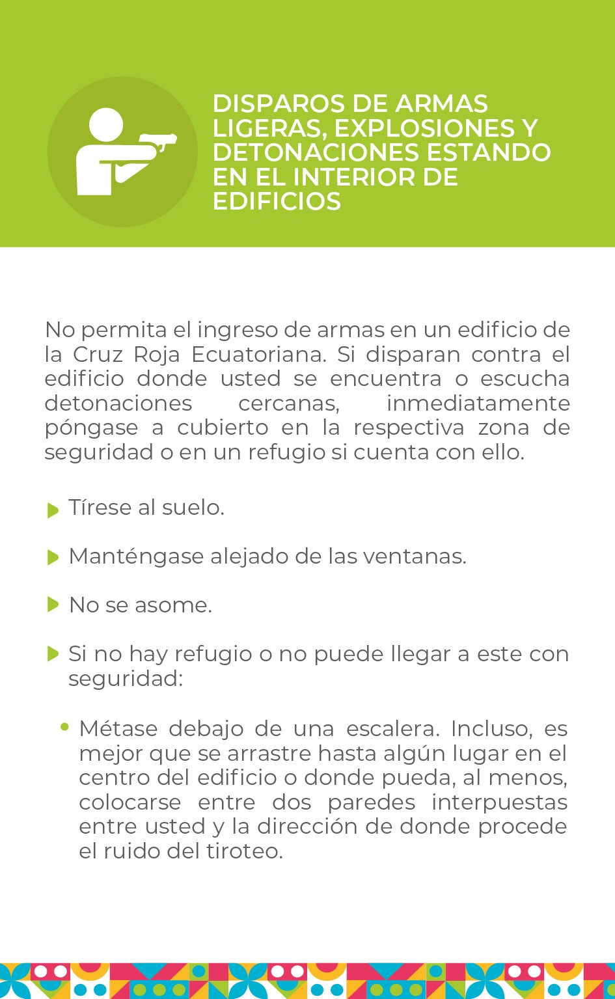 DISPAROS DE ARMAS
LIGERAS, EXPLOSIONES Y
DETONACIONES ESTANDO
EN EL INTERIOR DE
EDIFICIOS
No permita el ingreso de armas en un edificio de
la Cruz Roja Ecuatoriana. Si disparan contra el
edificio donde usted se encuentra o escucha
detonaciones cercanas, inmediatamente
póngase a cubierto en la respectiva zona de
seguridad o en un refugio si cuenta con ello.
Tírese al suelo.
Manténgase alejado de las ventanas.
No se asome.
Si no hay refugio o no puede llegar a este con
seguridad:
• Métase debajo de una escalera. Incluso, es
mejor que se arrastre hasta algún lugar en el
centro del edificio o donde pueda, al menos,
colocarse entre dos paredes interpuestas
entre usted y la dirección de donde procede
el ruido del tiroteo.